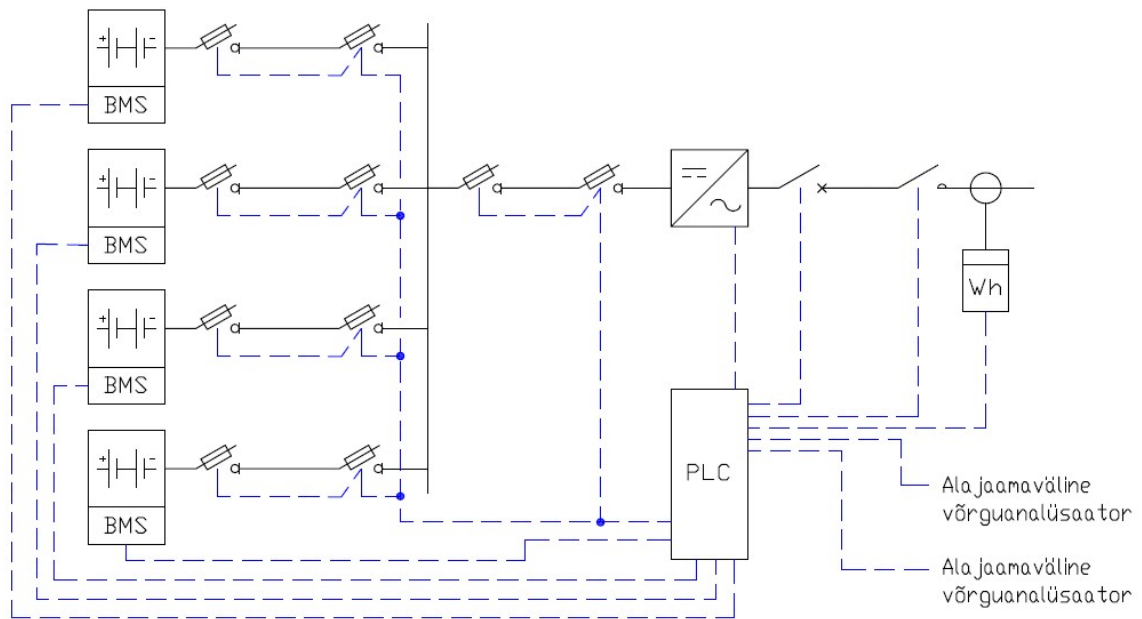 BMS
BMS
BMS
BMS
Wh
PLC
Alajaamaväline
võrguanalüsaator
Alajaamaväline
võrguanalüsaator